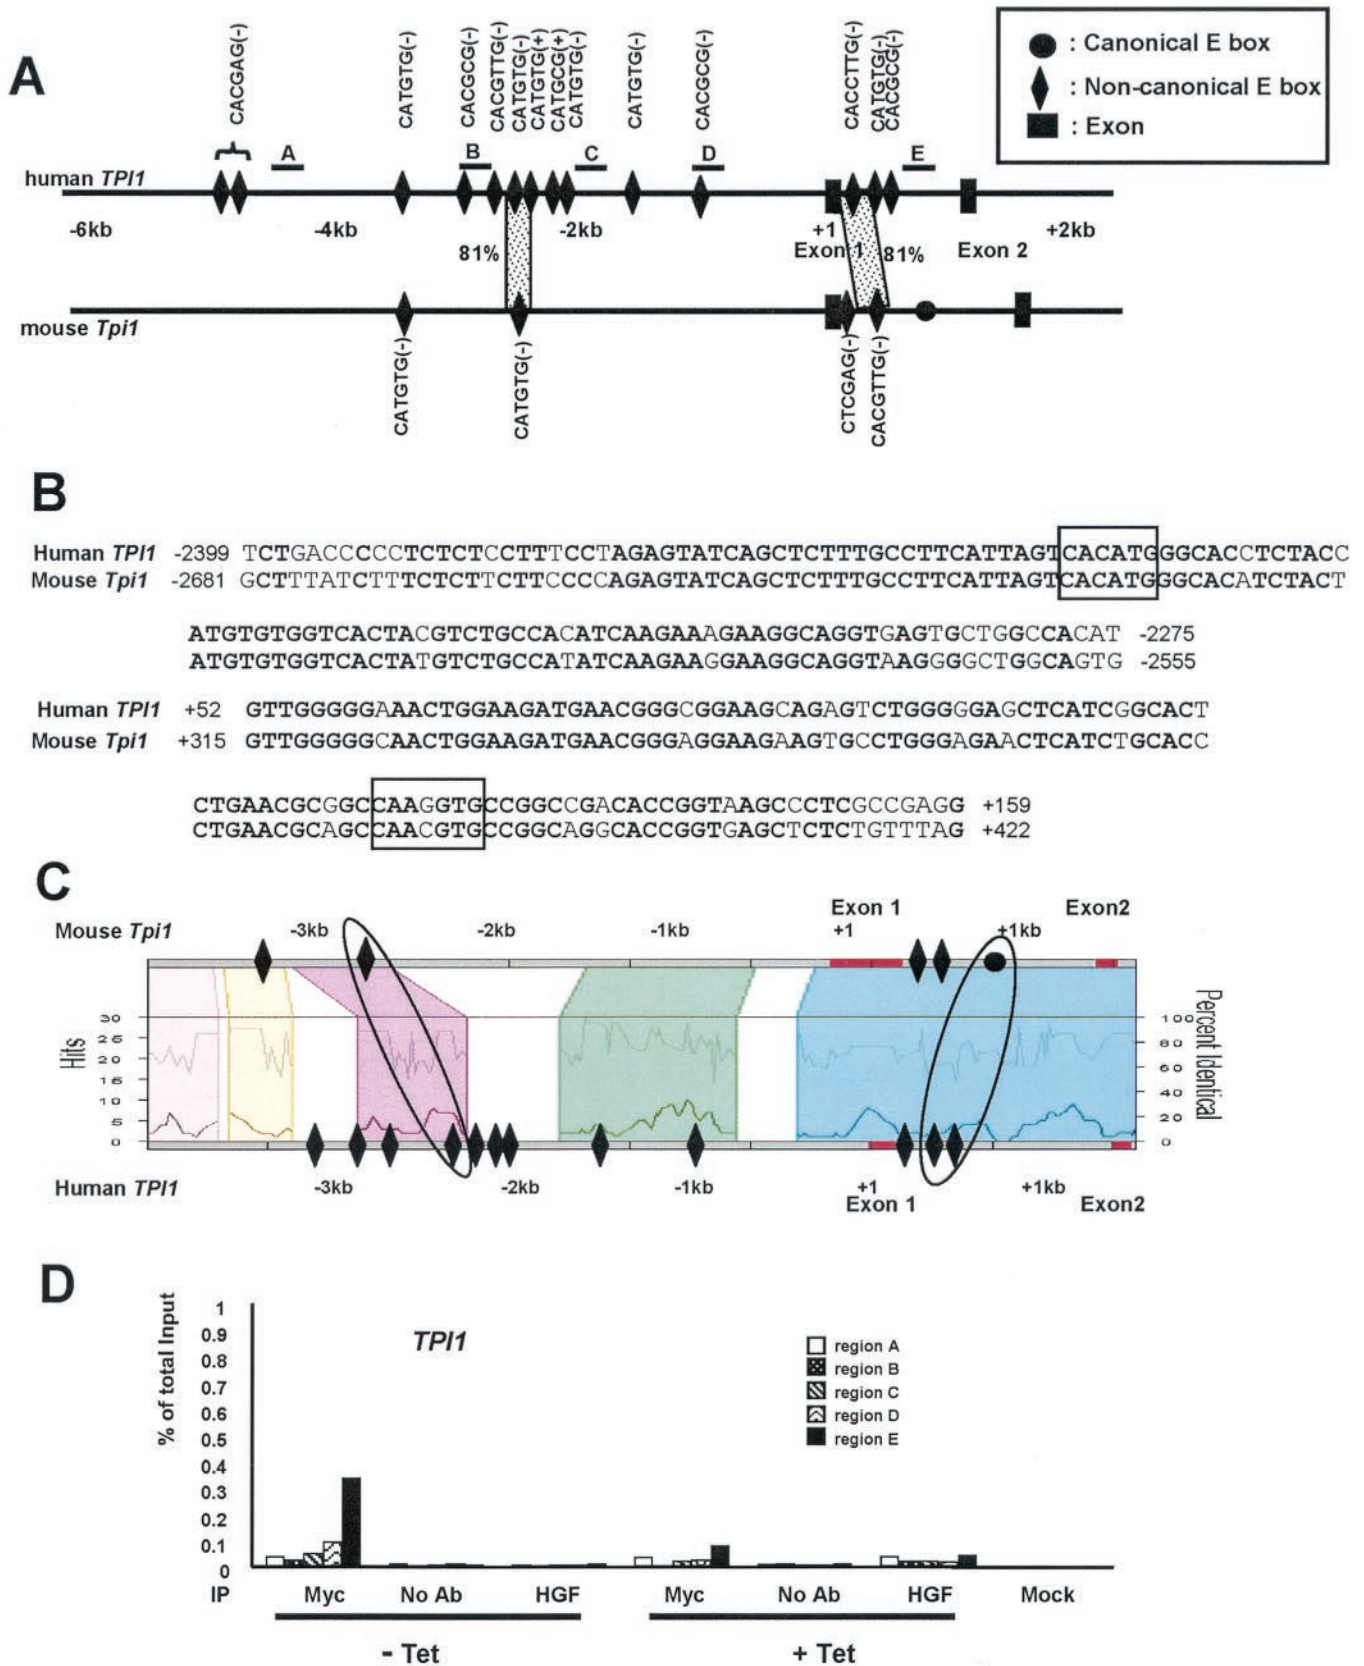 A
CACGAG(-)
CATGTG(-)
CACGCG(-)
CACGTTG(-)
CATGTG(-)
CATGTG(+)
CATGCG(+)
CATGTG(-)
CATGTG(-)
CACGCG(-)
CACCTTG(-)
CATGTG(-)
CACGCG(-)
: Canonical E box
: Non-canonical E box
: Exon
A B C D E
human TPI1
-6kb -4kb -2kb +1 +2kb
81% Exon 1 81% Exon 2
mouse Tpi1
CATGTG(-)
CATGTG(-)
CTCGAG(-)
CACGTTG(-)
B
Human TPI1 -2399 TCTGACCCCCTCTCTCCTTTCCTAGAGTATCAGCTCTTTGCCTTCATTAGTCACATGGGCACCTCTACC
Mouse Tpi1 -2681 GCTTTATCTTTCTCTTCTTCCCCAGAGTATCAGCTCTTTGCCTTCATTAGTCACATGGGCACATCTACT
ATGTGTGGTCACTACGTCTGCCACATCAAGAAAGAAGGCAGGTGAGTGCTGGCCACAT -2275
ATGTGTGGTCACTATGTCTGCCATATCAAGAAGGAAGGCAGGTAAGGGGCTGGCAGTG -2555
Human TPI1 +52 GTTGGGGGAAACTGGAAGATGAACGGGCGGAAGCAGAGTCTGGGGGAGCTCATCGGCACT
Mouse Tpi1 +315 GTTGGGGGCAACTGGAAGATGAACGGGAGGAAGAAGTGCCTGGGAGAACTCATCTGCACC
CTGAACGCGGCCAAGGTGCCGGCCGACACCGGTAAGCCCTCGCCGAGG +159
CTGAACGCAGCCAACGTGCCGGCAGGCACCGGTGAGCTCTCTGTTTAG +422
C
Exon 1 Exon2
Mouse Tpi1 -3kb -2kb -1kb +1 +1kb
Hits
30
25
20
15
10
5
0
Percent Identical
100
80
60
40
20
0
Human TPI1 -3kb -2kb -1kb +1 +1kb
Exon 1 Exon2
D
% of total Input
1
0.9
0.8
0.7
0.6
0.5
0.4
0.3
0.2
0.1
0
TPI1
region A
region B
region C
region D
region E
IP Myc No Ab HGF Myc No Ab HGF Mock
- Tet + Tet